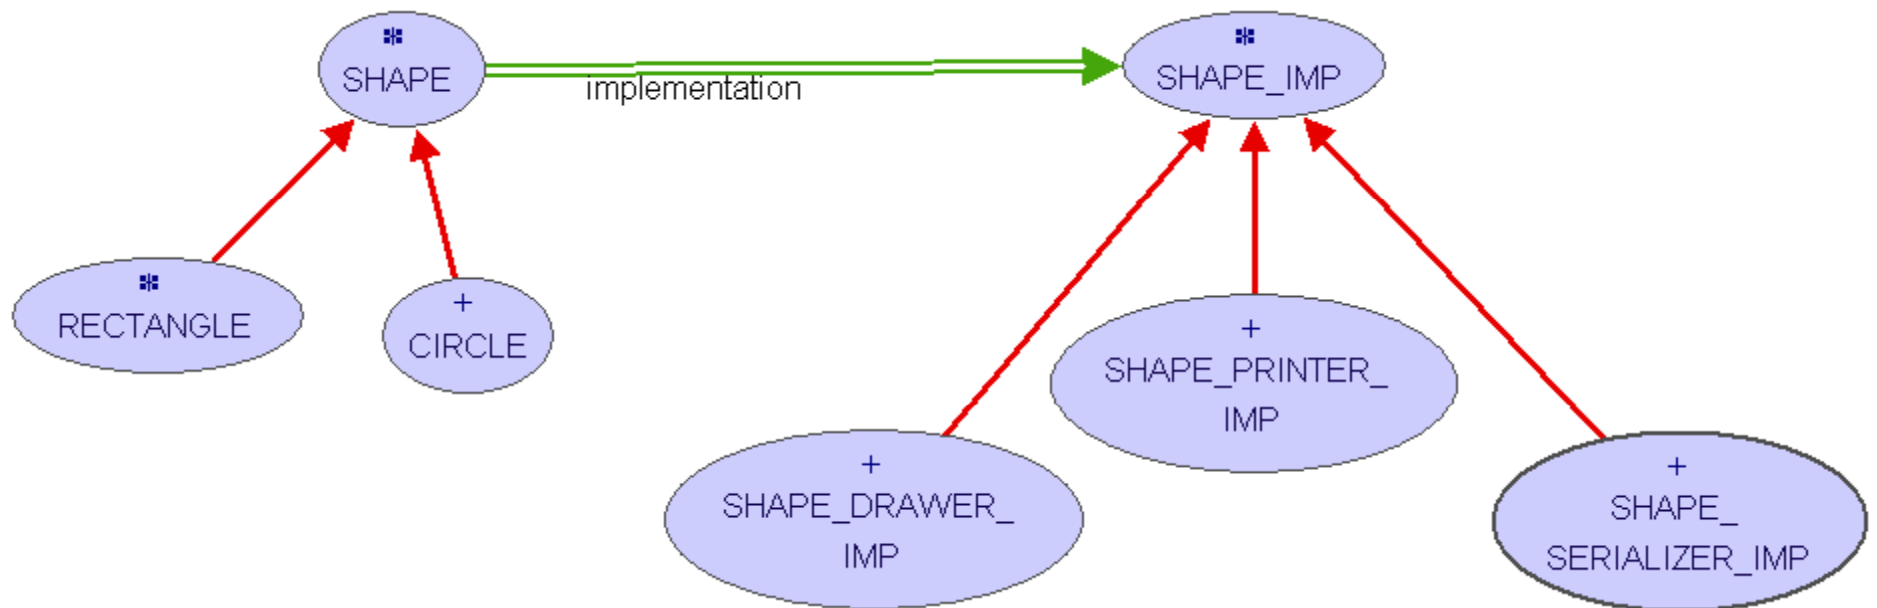 *
SHAPE
implementation
*
SHAPE_IMP
*
RECTANGLE
+
CIRCLE
+
SHAPE_PRINTER_
IMP
+
SHAPE_DRAWER_
IMP
+
SHAPE_
SERIALIZER_IMP